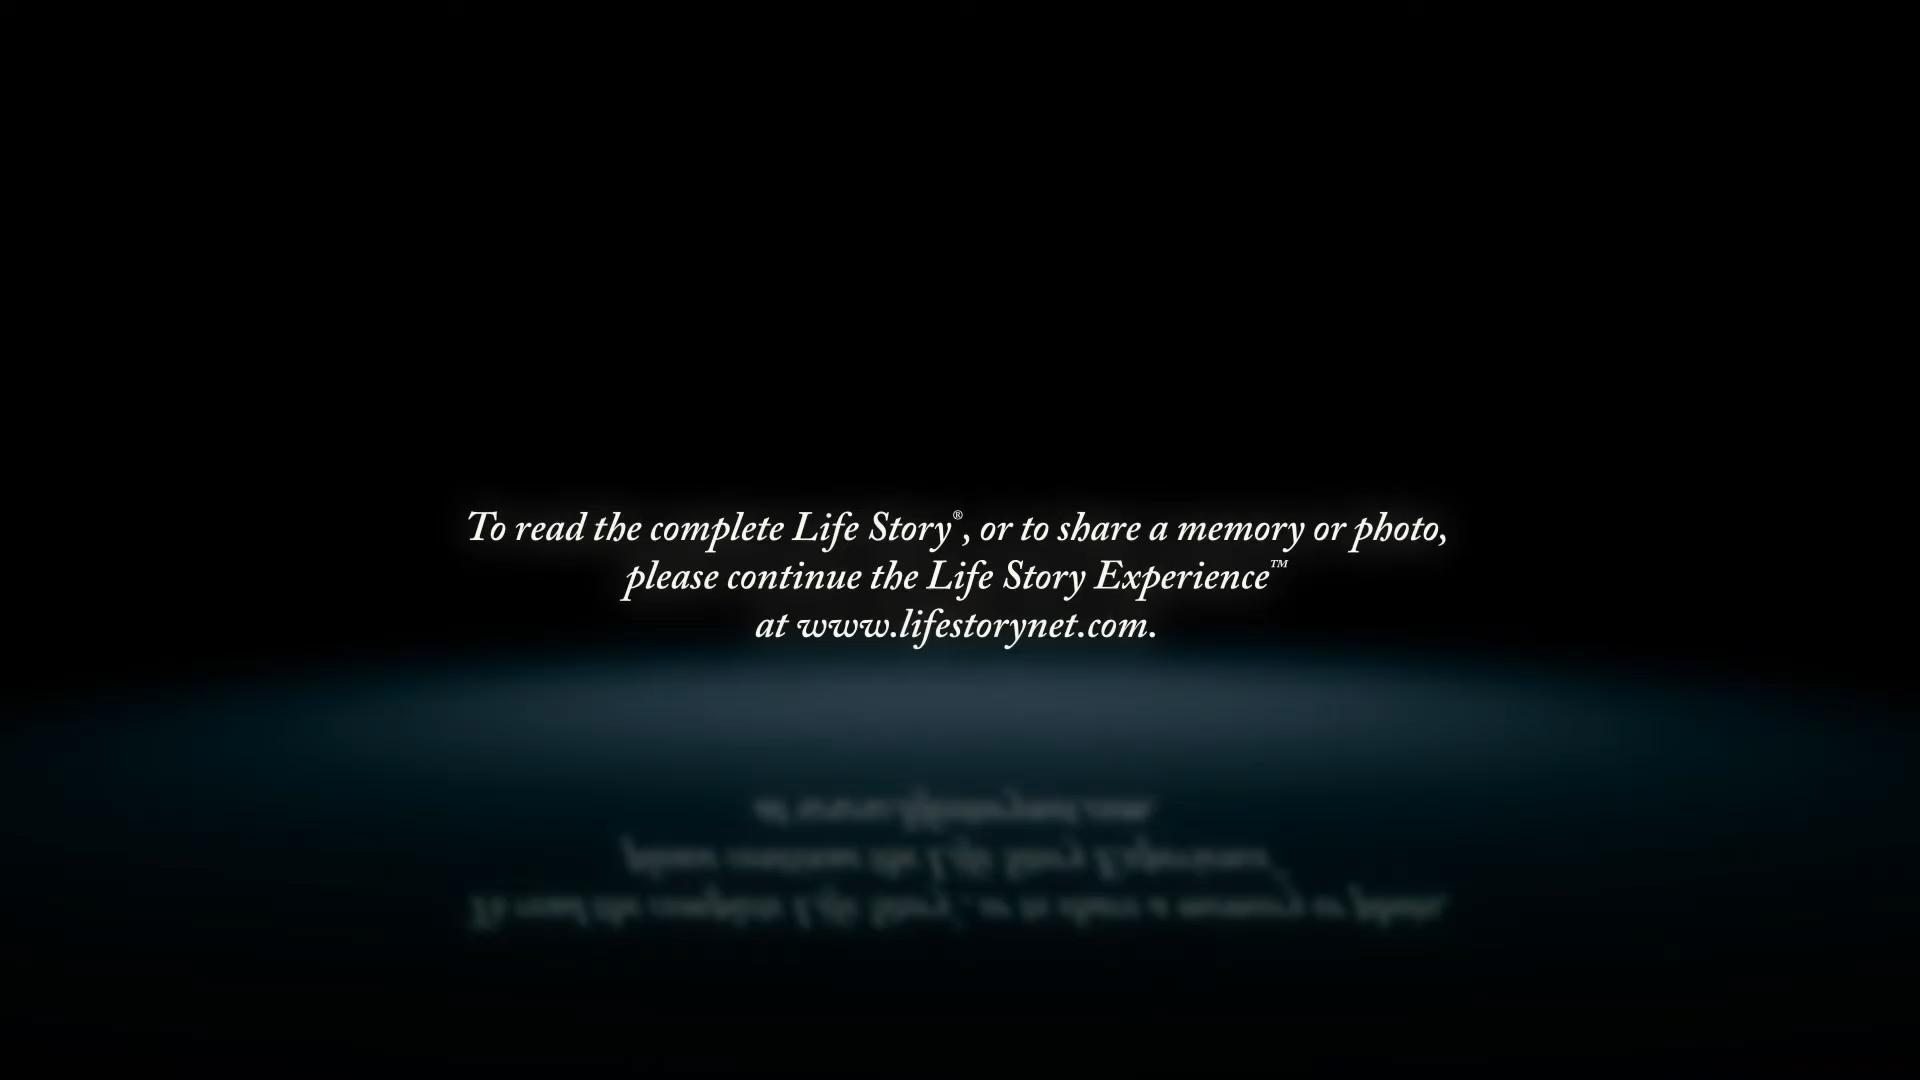 To read the complete Life Story®, or to share a memory or photo,
please continue the Life Story Experience™
at www.lifestorynet.com.